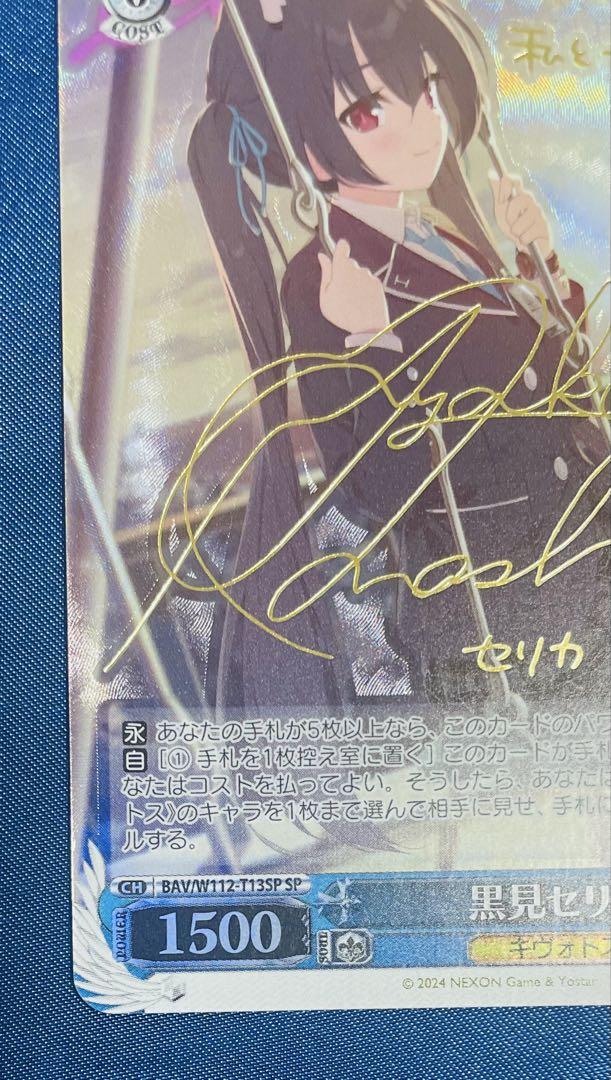 COST
私と
Ayak
Ohash
セリカ
永 あなたの手札が5枚以上なら、このカードのパワ
自 [① 手札を1枚控え室に置く] このカードが手札
なたはコストを払ってよい。そうしたら、あなたは
トス》のキャラを1枚まで選んで相手に見せ、手札に
ルする。
CH BAV/W112-T13SP SP
黒見セリ
POWER 1500 SOUL
キヴォト
© 2024 NEXON Game & Yostar